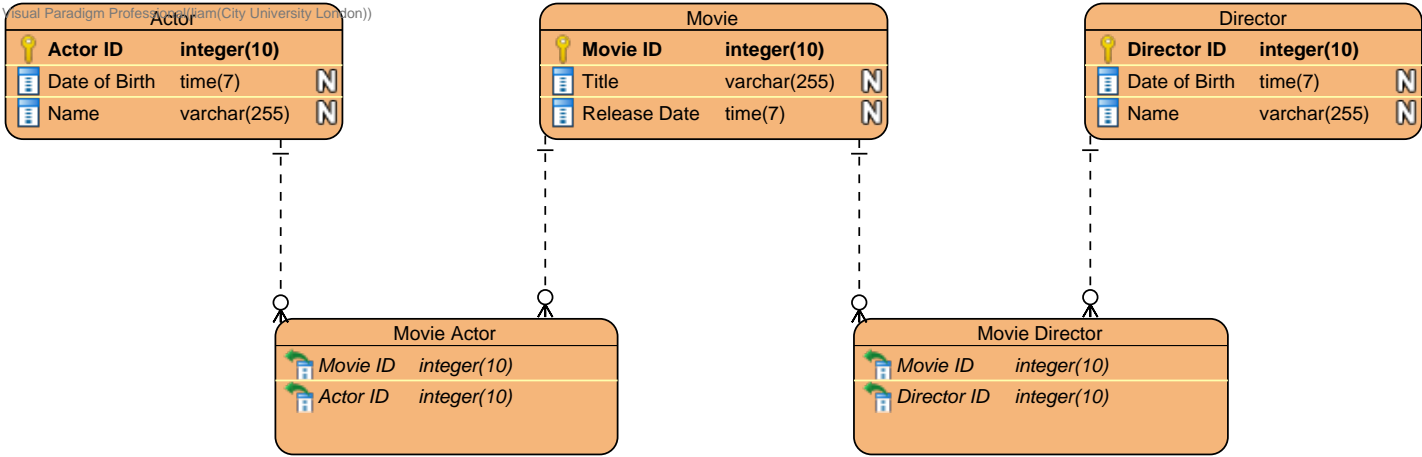 Visual Paradigm Professional(liam(City University London))
Actor
Actor ID integer(10)
Date of Birth time(7) N
Name varchar(255) N
Movie
Movie ID integer(10)
Title varchar(255) N
Release Date time(7) N
Director
Director ID integer(10)
Date of Birth time(7) N
Name varchar(255) N
Movie Actor
Movie ID integer(10)
Actor ID integer(10)
Movie Director
Movie ID integer(10)
Director ID integer(10)